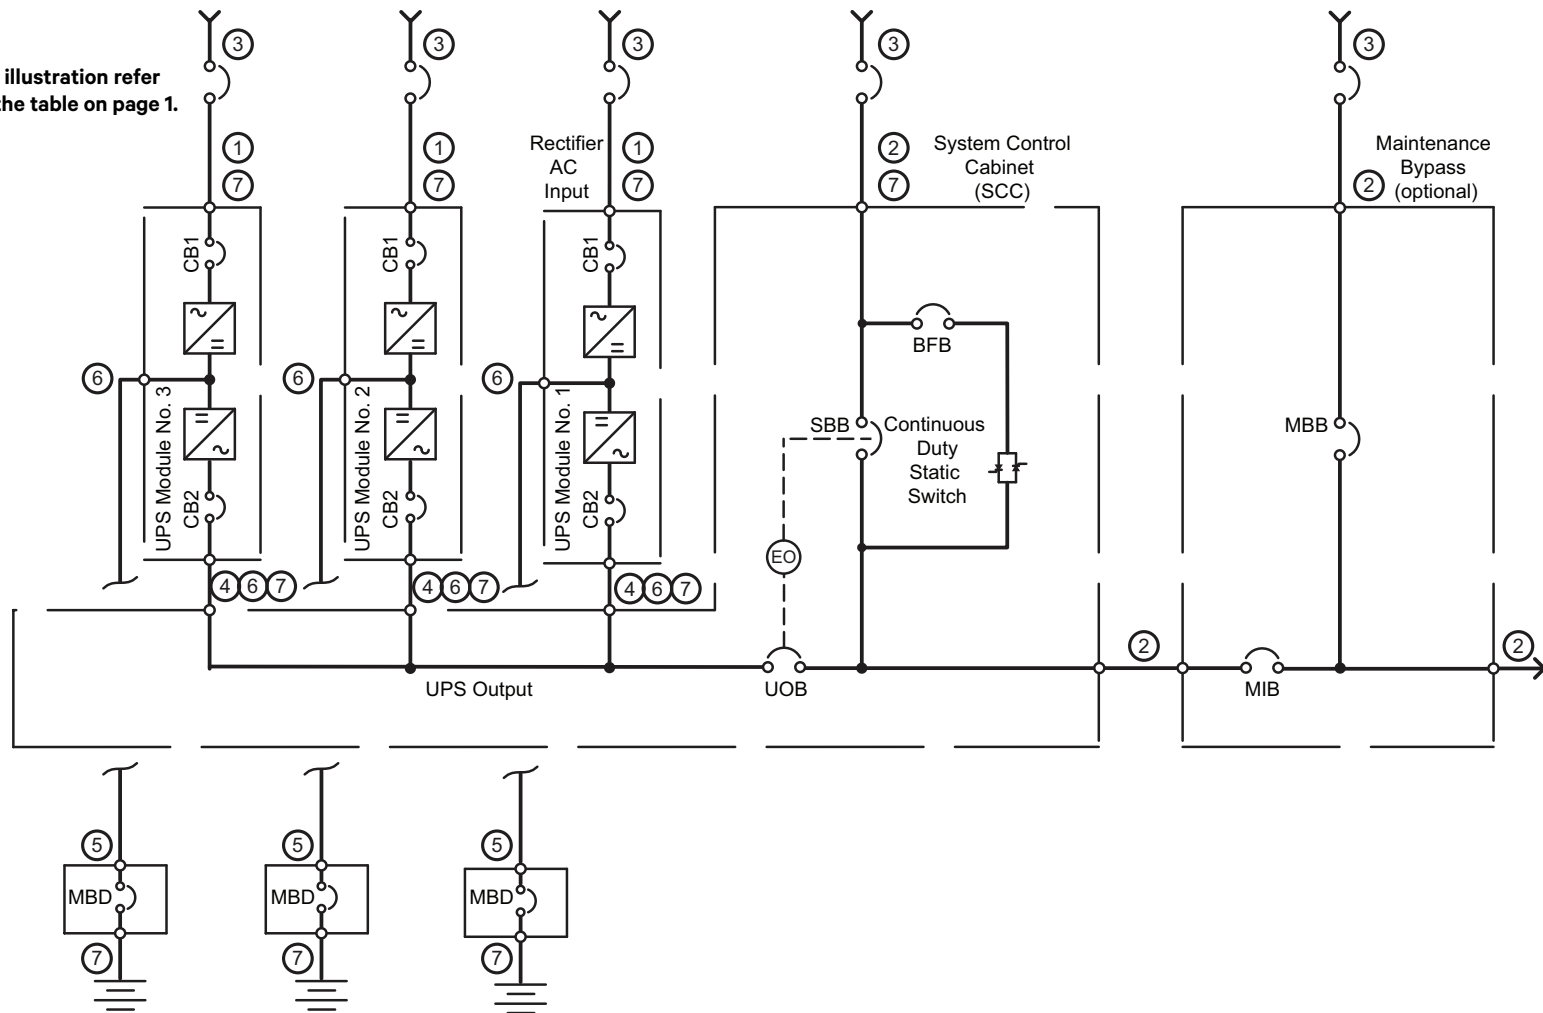 3 3 3 3 3
illustration refer
the table on page 1.
1 1 1 2
7 7 7 7 2
Rectifier
AC
Input
System Control
Cabinet
(SCC)
Maintenance
Bypass
(optional)
CB1 CB1 CB1
BFB
6 6 6
UPS Module No. 3
UPS Module No. 2
UPS Module No. 1
SBB
Continuous
Duty
Static
Switch
MBB
CB2 CB2 CB2
EO
4 6 7 4 6 7 4 6 7
2 2
UPS Output
UOB
MIB
5 5 5
MBD MBD MBD
7 7 7